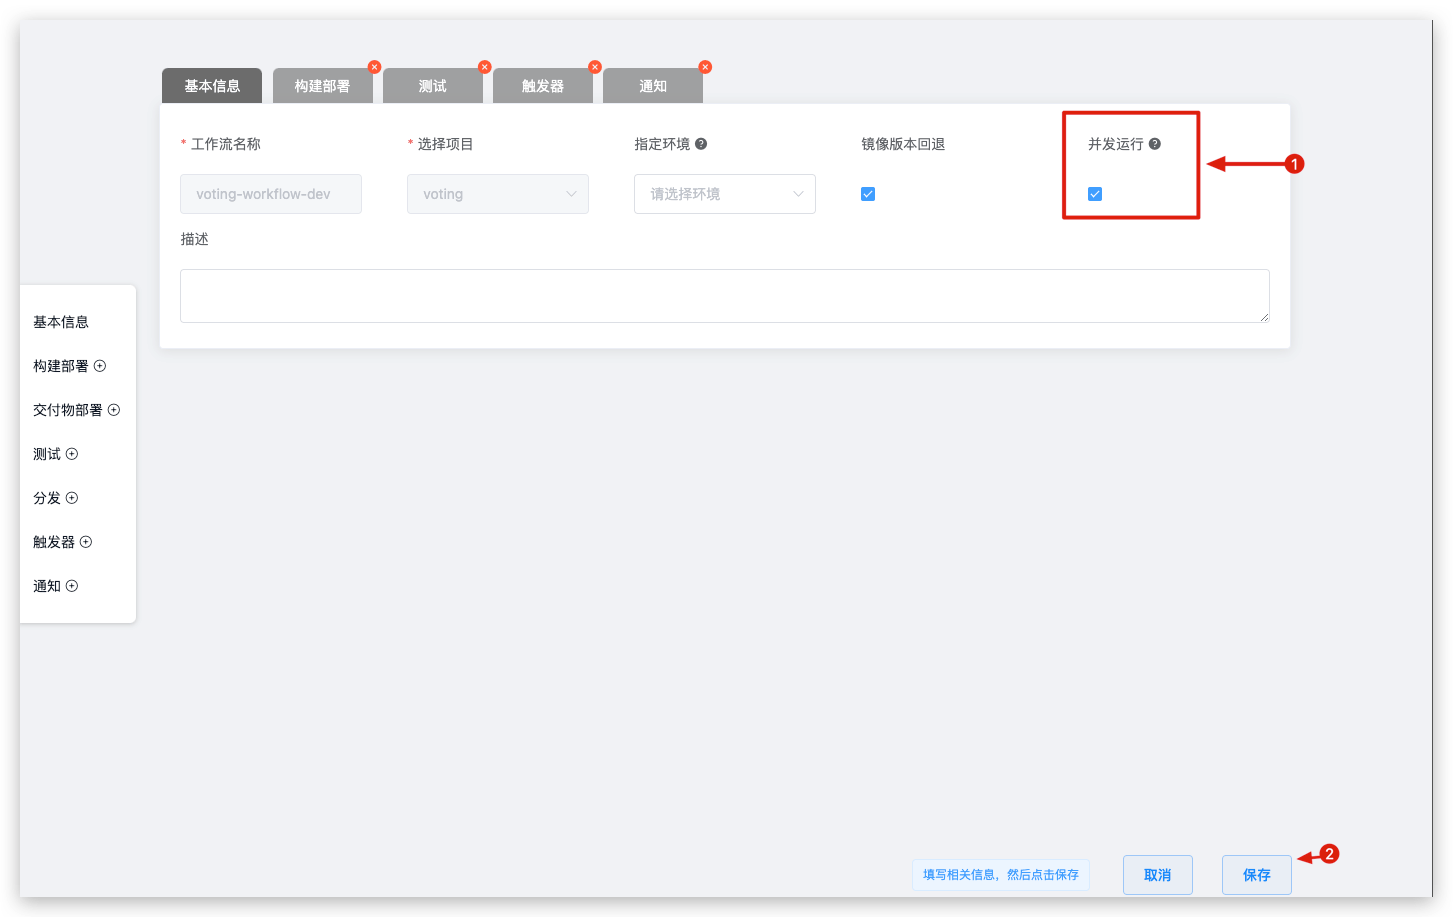 基本信息 构建部署 测试 触发器 通知
* 工作流名称 * 选择项目 指定环境 ? 镜像版本回退 并发运行 ?
1
voting-workflow-dev voting 请选择环境
描述
基本信息
构建部署
交付物部署
测试
分发
触发器
通知
2
填写相关信息，然后点击保存 取消 保存